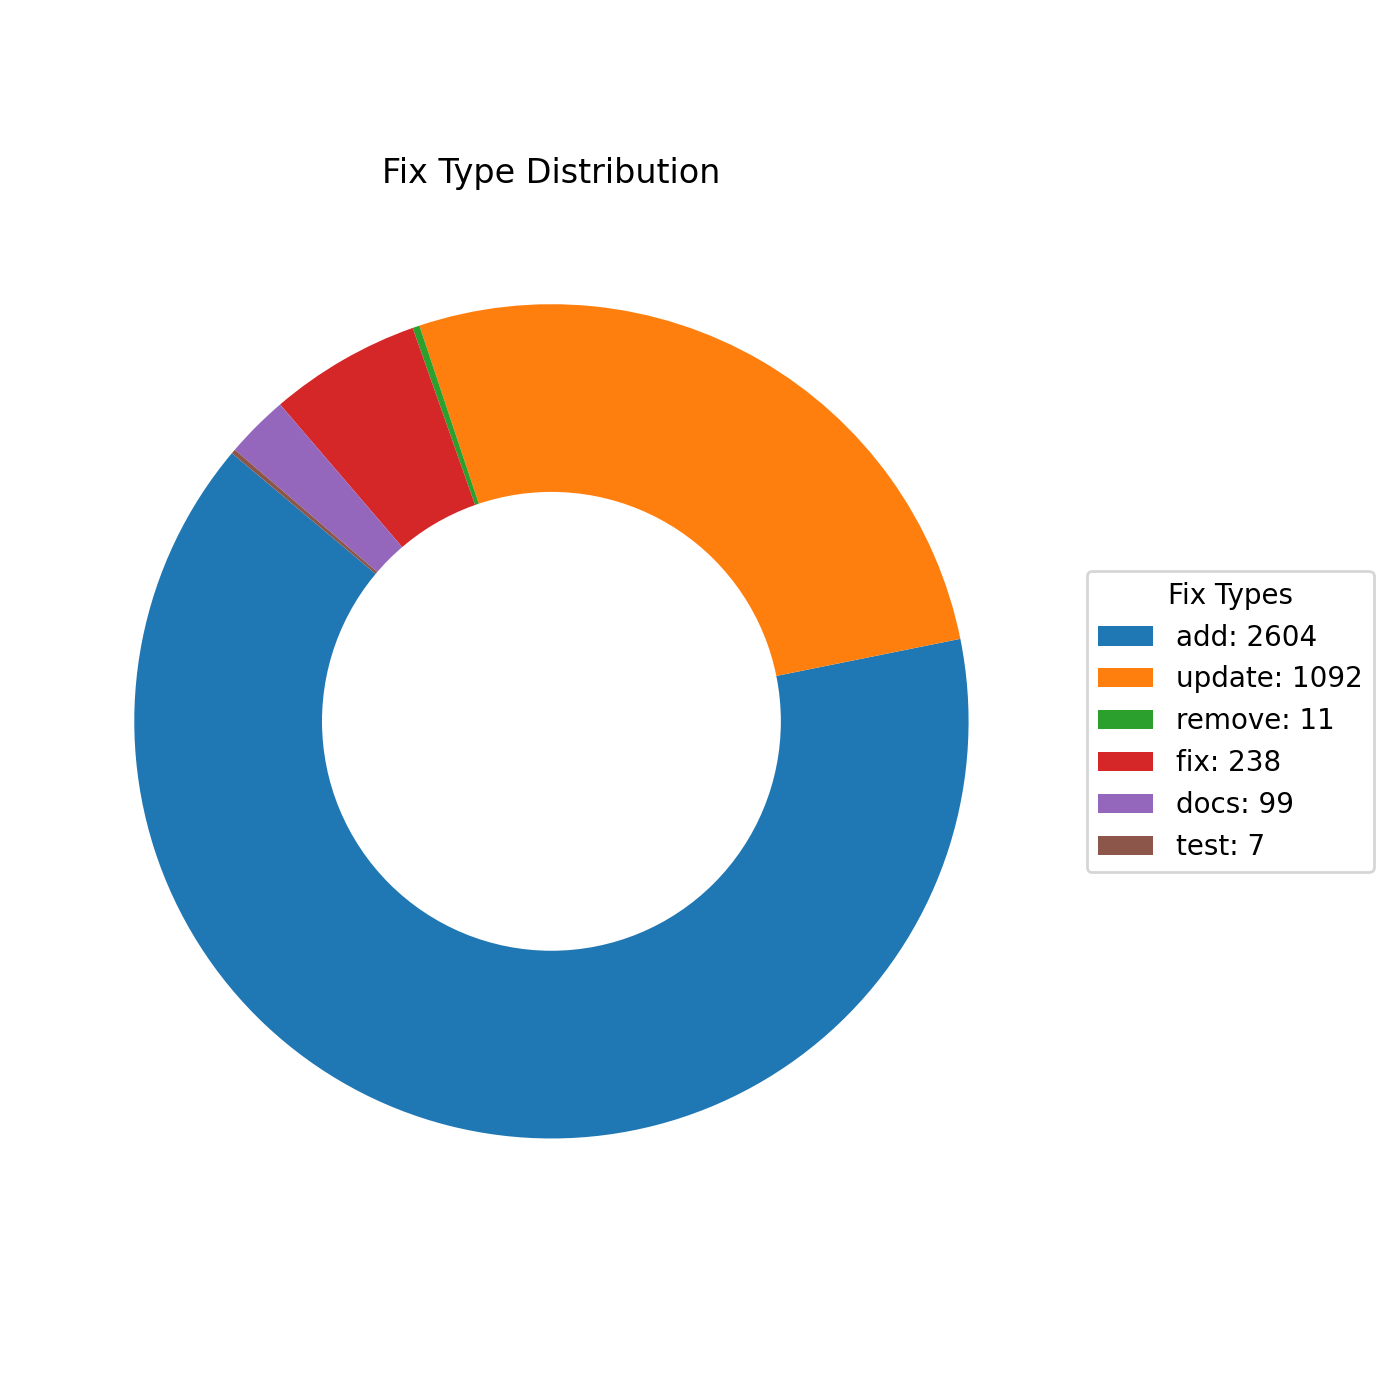 Fix Type Distribution
Fix Types
add: 2604
update: 1092
remove: 11
fix: 238
docs: 99
test: 7